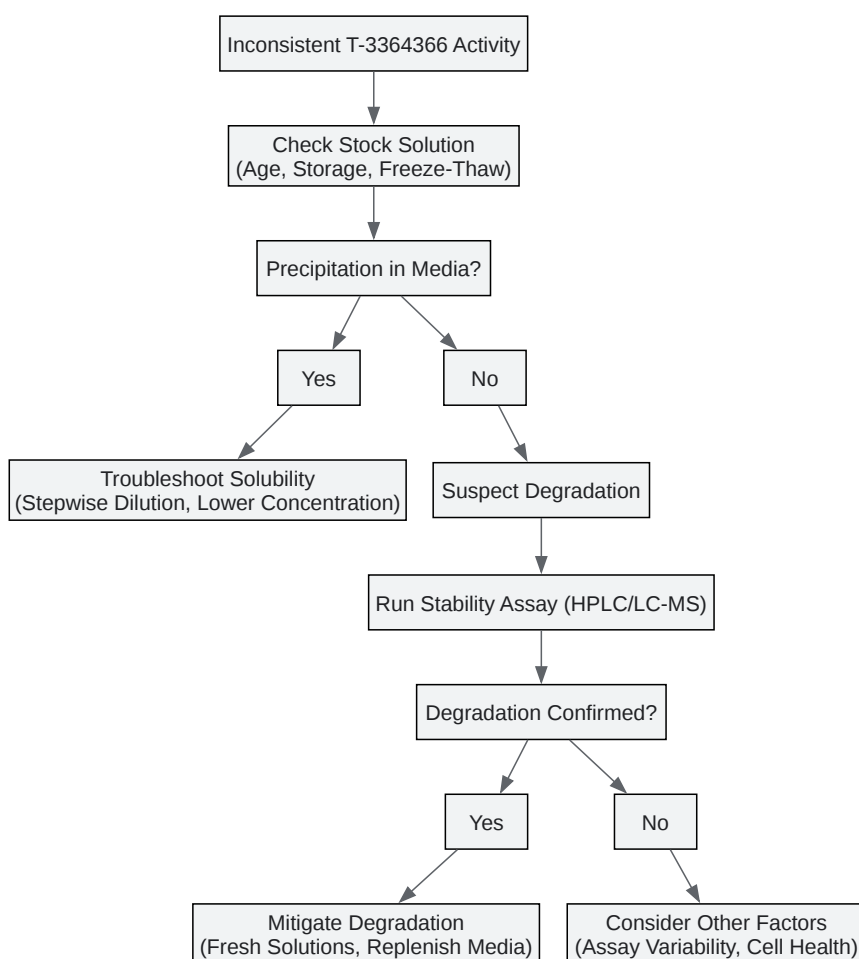 Inconsistent T-3364366 Activity
Check Stock Solution
(Age, Storage, Freeze-Thaw)
Precipitation in Media?
Yes
No
Troubleshoot Solubility
(Stepwise Dilution, Lower Concentration)
Suspect Degradation
Run Stability Assay (HPLC/LC-MS)
Degradation Confirmed?
Yes
No
Mitigate Degradation
(Fresh Solutions, Replenish Media)
Consider Other Factors
(Assay Variability, Cell Health)